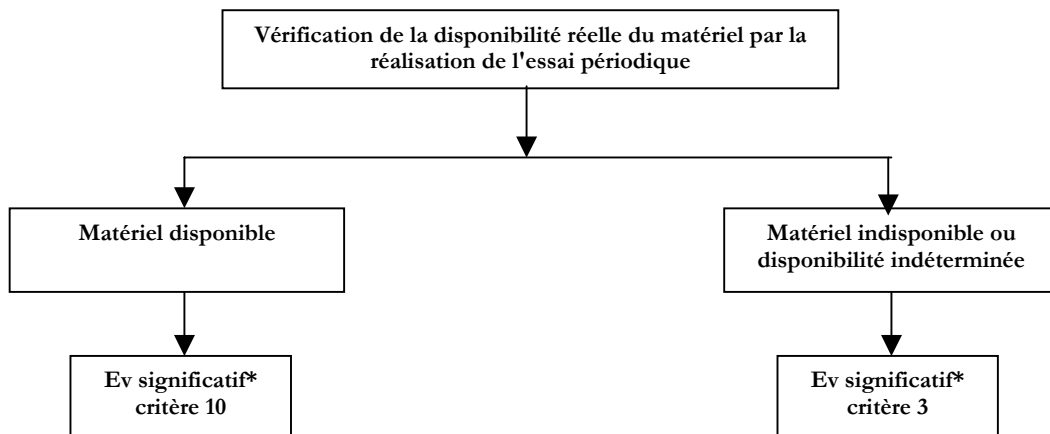 Vérification de la disponibilité réelle du matériel par la
réalisation de l'essai périodique
Matériel disponible
Matériel indisponible ou
disponibilité indéterminée
Ev significatif*
critère 10
Ev significatif*
critère 3